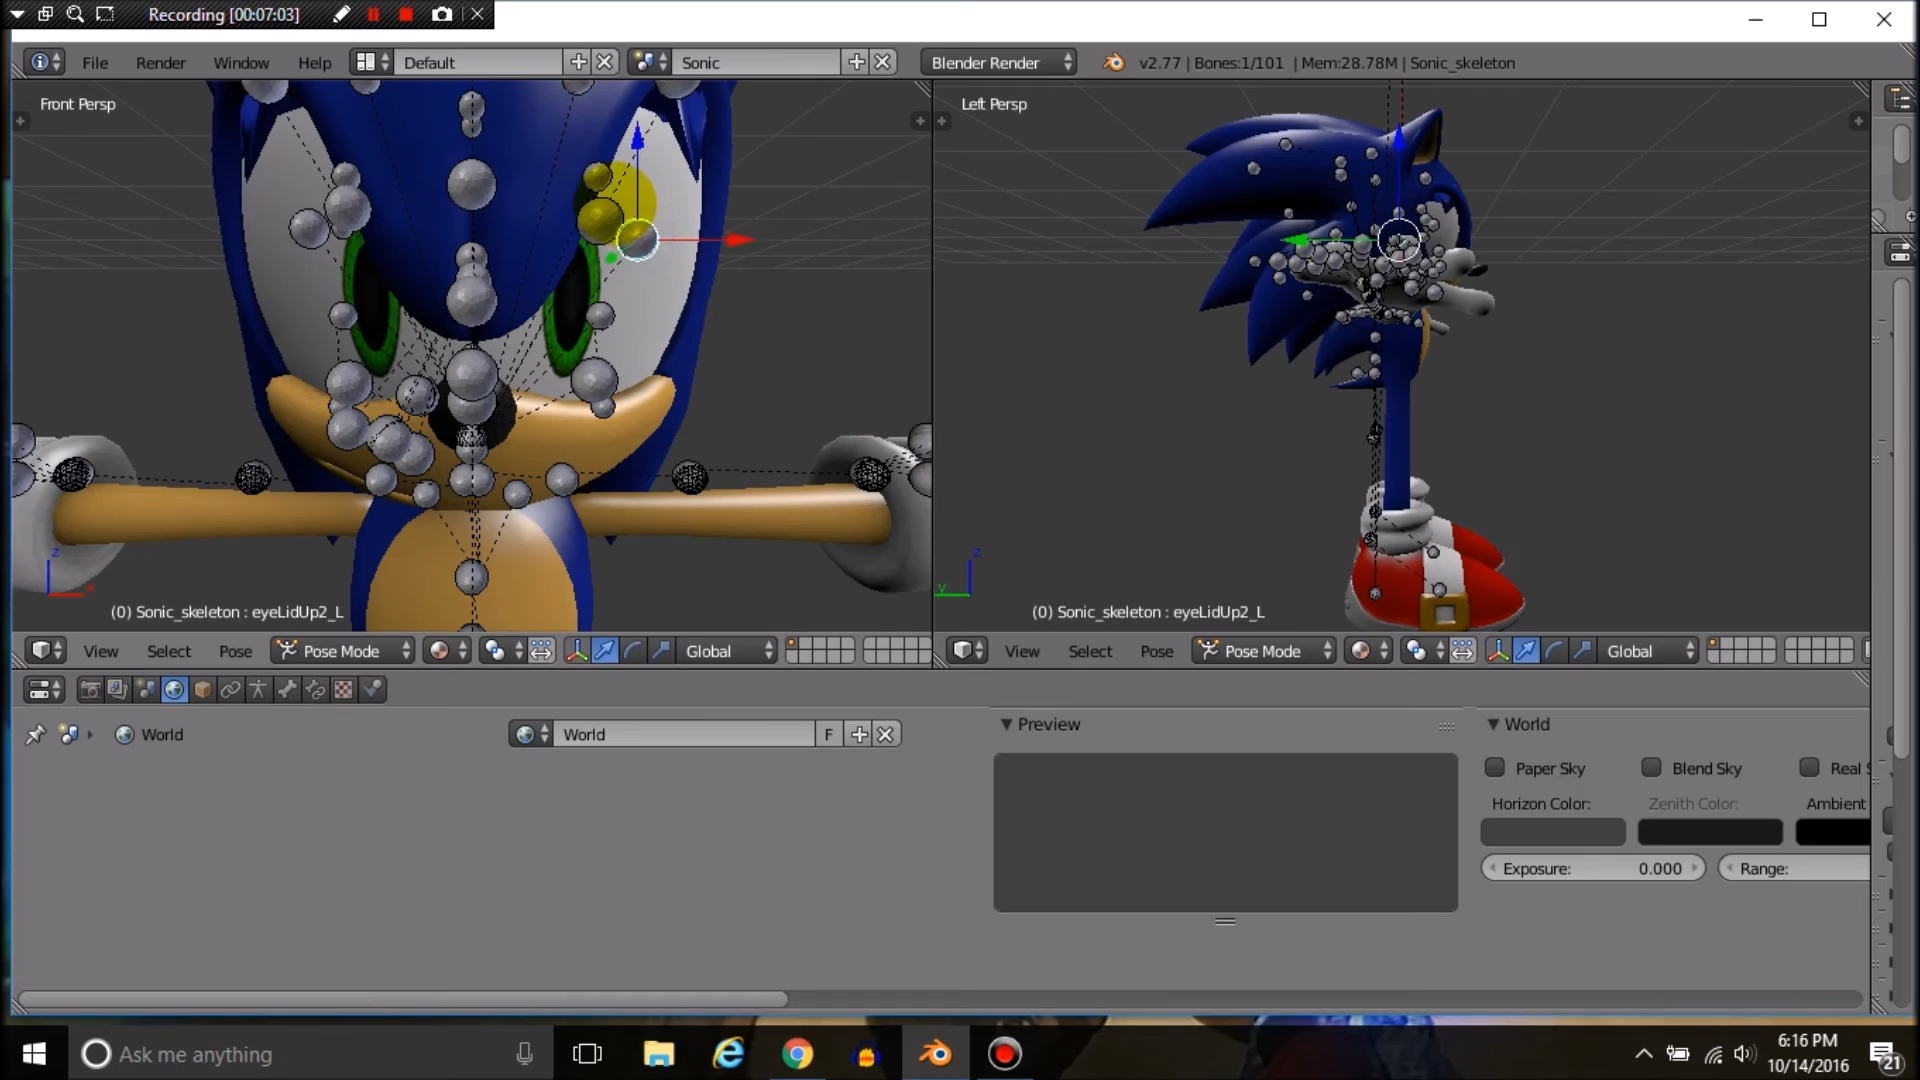 Recording [00:07:03]
File Render Window Help Default Sonic Blender Render v2.77 | Bones:1/101 | Mem:28.78M | Sonic_skeleton
Front Persp
Left Persp
z
x
(0) Sonic_skeleton : eyeLidUp2_L
z
y
(0) Sonic_skeleton : eyeLidUp2_L
View Select Pose Pose Mode Global
View Select Pose Pose Mode Global
World
World F
Preview
World
Paper Sky Blend Sky Real
Horizon Color: Zenith Color: Ambient
Exposure: 0.000 Range:
Ask me anything
6:16 PM
10/14/2016
21